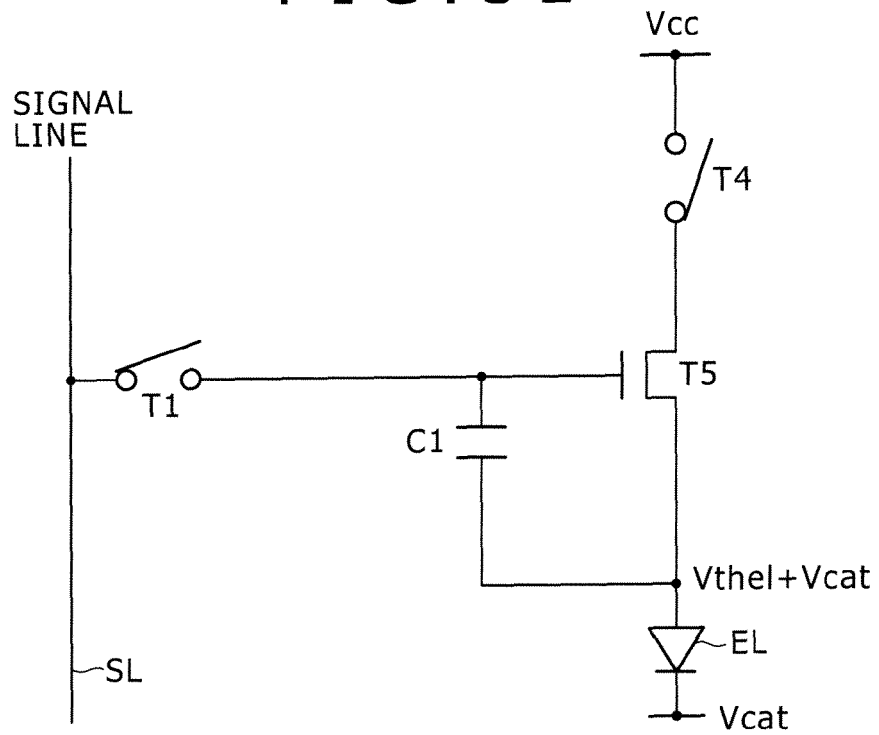 Vcc
SIGNAL
LINE
T4
T5
T1
C1
Vthel+Vcat
EL
SL
Vcat